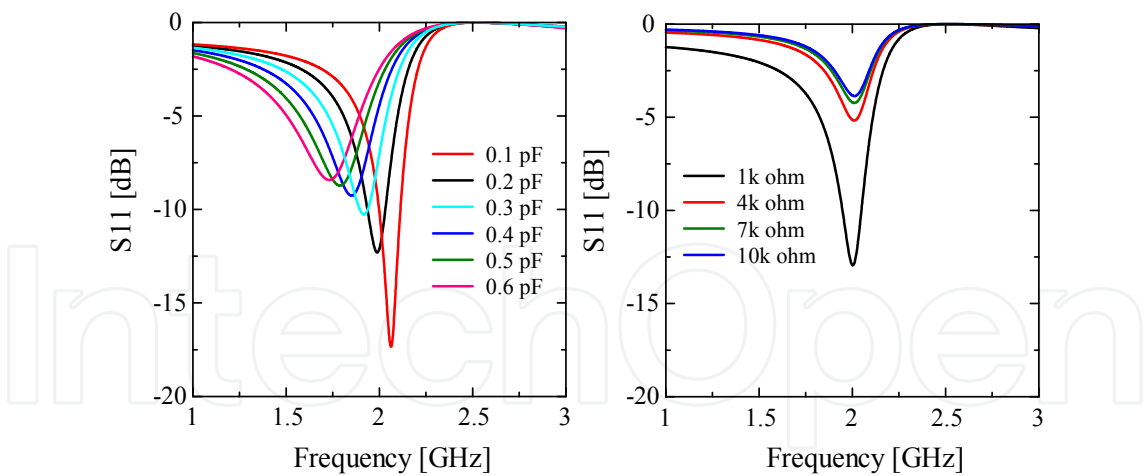 0
-5
-10
-15
-20
S11 [dB]
1
1.5
2
2.5
3
Frequency [GHz]
0.1 pF
0.2 pF
0.3 pF
0.4 pF
0.5 pF
0.6 pF
0
-5
-10
-15
-20
S11 [dB]
1
1.5
2
2.5
3
Frequency [GHz]
1k ohm
4k ohm
7k ohm
10k ohm
IntechOpen